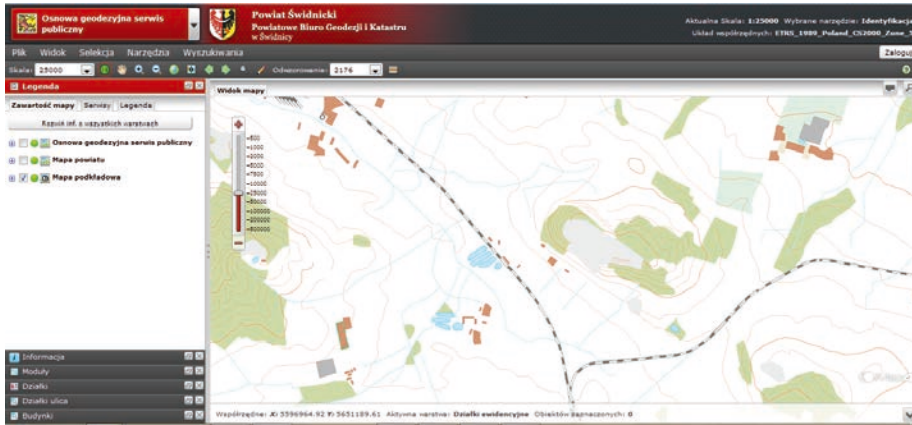 Osnowa geodezyjna serwis
publiczny
Powiat Świdnicki
Powiatowe Biuro Geodezji i Katastru
w Świdnicy
Aktualna Skala: 1:25000 Wybrane narzędzie: Identyfikacja
Układ współrzędnych: ETRS_1989_Poland_CS2000_Zone_
Plik Widok Selekcja Narzędzia Wyszukiwania
Zaloguj
Skala: 25000 Odwzorowanie: 2176
Legenda
Widok mapy
Zawartość mapy Serwisy Legenda
Rozwiń inf. o wszystkich warstwach
Osnowa geodezyjna serwis publiczny
Mapa powiatu
Mapa podkładowa
500
1000
2000
5000
7500
10000
25000
50000
100000
200000
500000
Informacja
Moduły
Działki
Działki ulica
Budynki
Współrzędne: X: 5596964.92 Y: 5651189.61 Aktywna warstwa: Działki ewidencyjne Obiektów zaznaczonych: 0